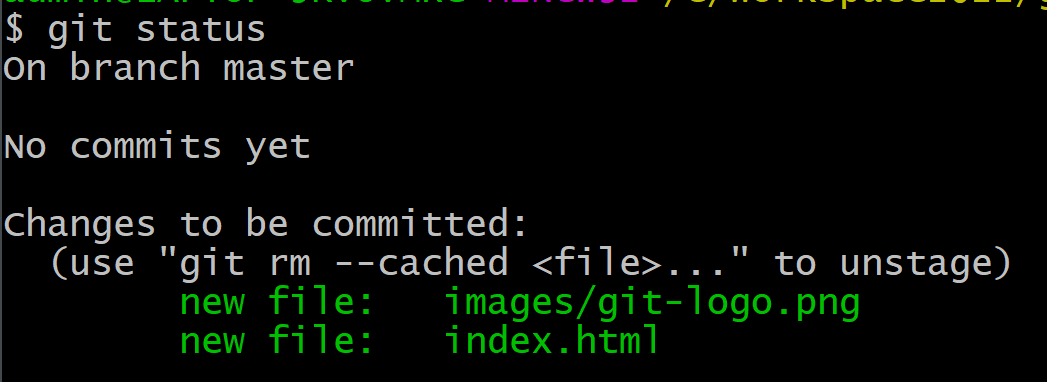 $ git status
On branch master
No commits yet
Changes to be committed:
  (use "git rm --cached <file>..." to unstage)
        new file:   images/git-logo.png
        new file:   index.html